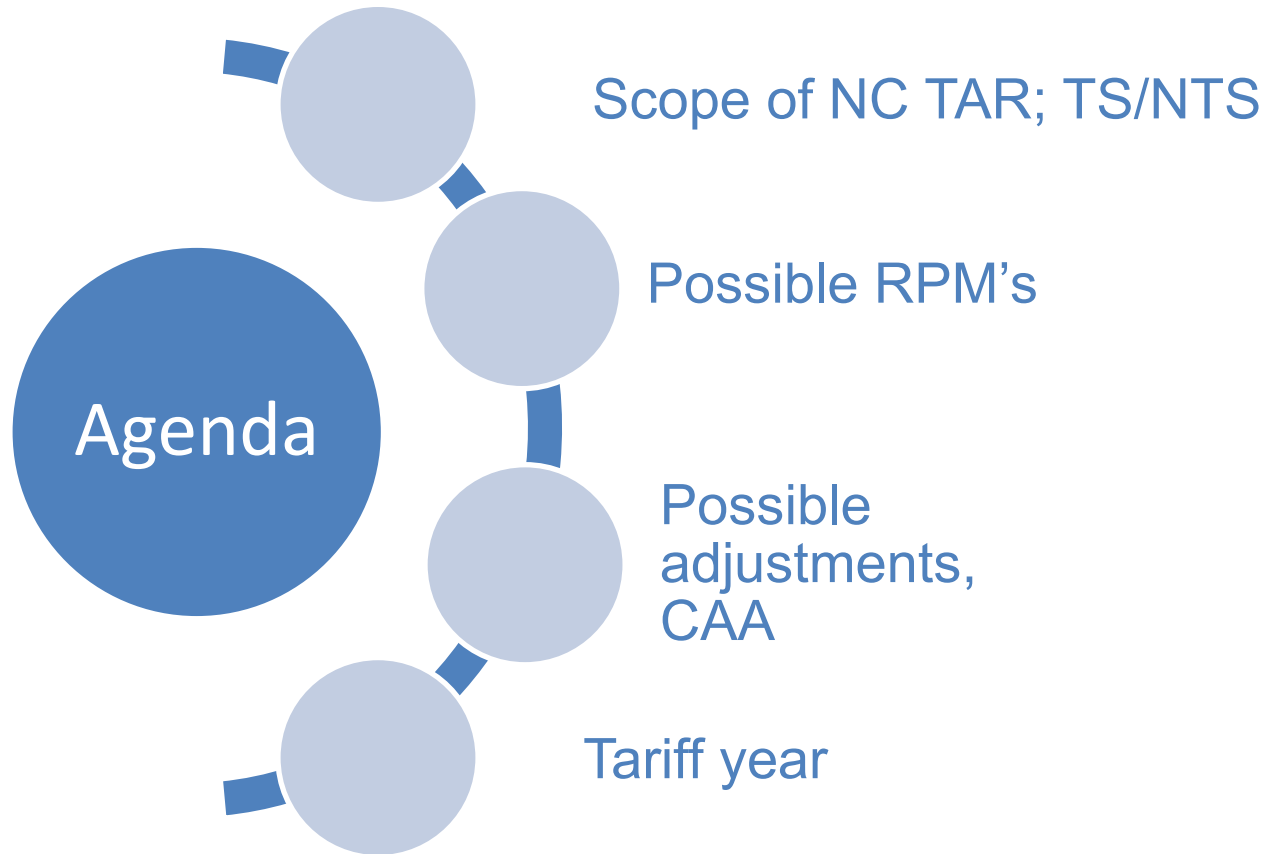 Agenda
Scope of NC TAR; TS/NTS
Possible RPM’s
Possible
adjustments,
CAA
Tariff year